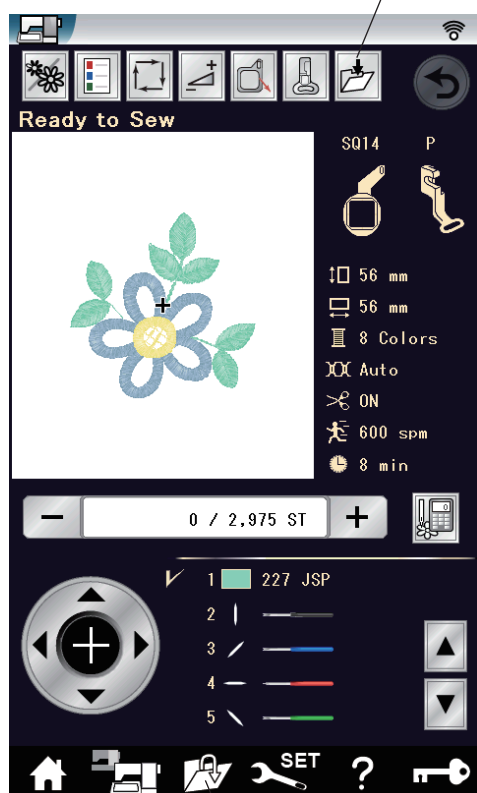 Ready to Sew
SQ14 P
56 mm
56 mm
8 Colors
Auto
ON
600 spm
8 min
0 / 2,975 ST
1 227 JSP
2
3
4
5
SET
?